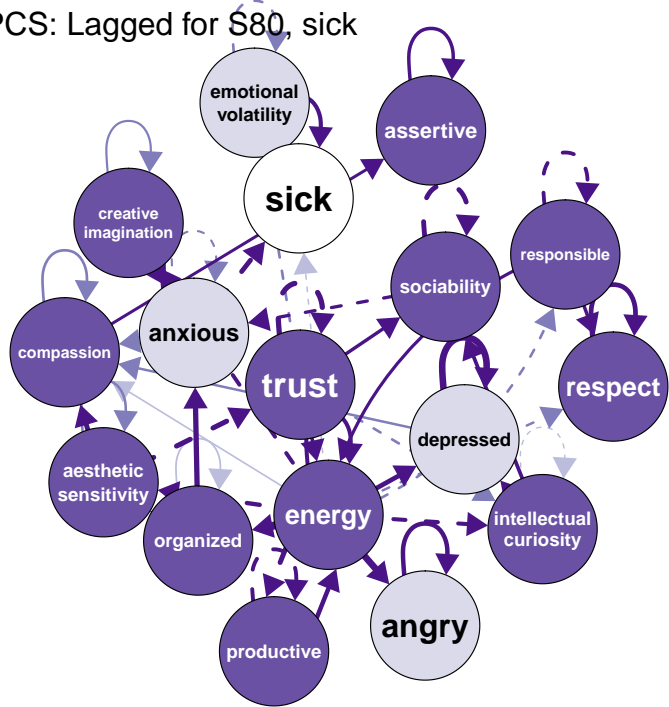 PCS: Lagged for S80, sick
emotional
volatility
assertive
sick
creative
imagination
responsible
sociability
anxious
compassion
trust
respect
depressed
aesthetic
sensitivity
energy
intellectual
curiosity
organized
angry
productive